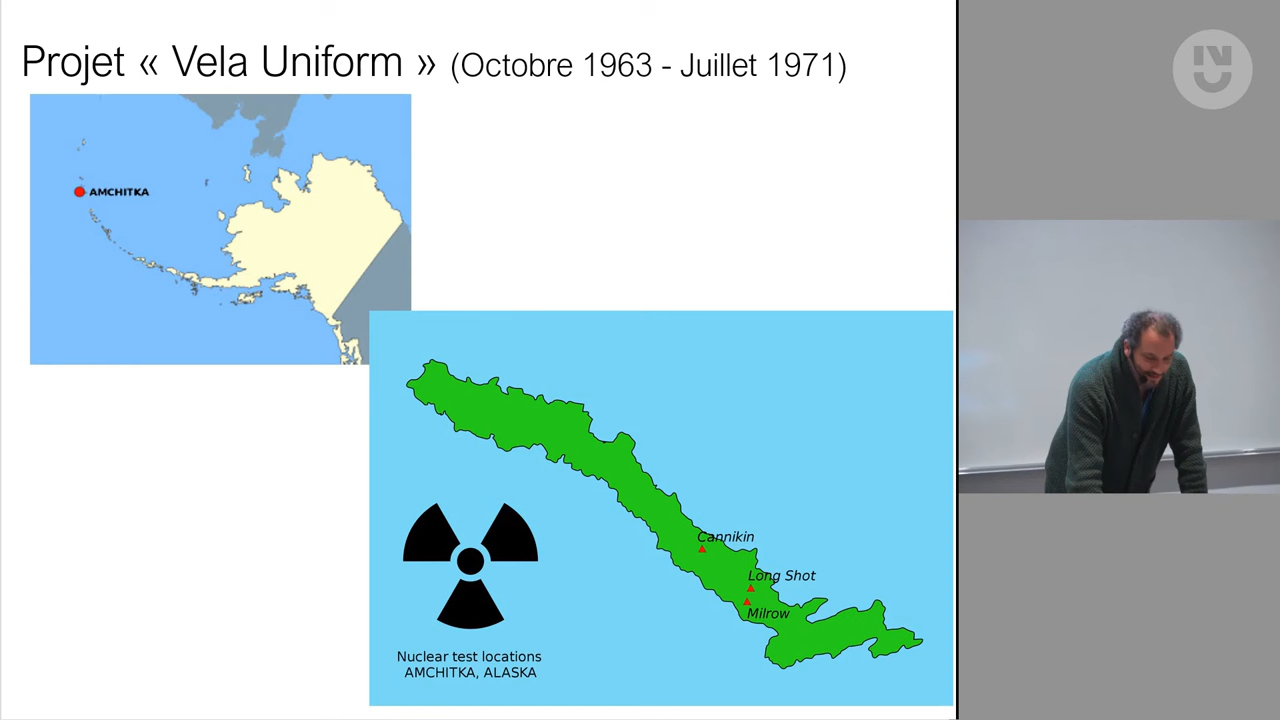 Projet « Vela Uniform » (Octobre 1963 - Juillet 1971)
AMCHITKA
Cannikin
Long Shot
Milrow
Nuclear test locations
AMCHITKA, ALASKA